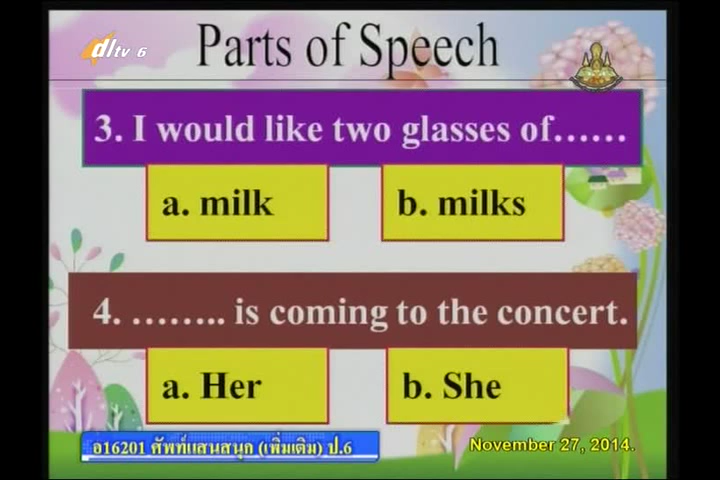 dltv 6
Parts of Speech
3. I would like two glasses of......
a. milk
b. milks
4. …….. is coming to the concert.
a. Her
b. She
อ16201 ศัพท์แสนสนุก (เพิ่มเติม) ป.6
November 27, 2014.